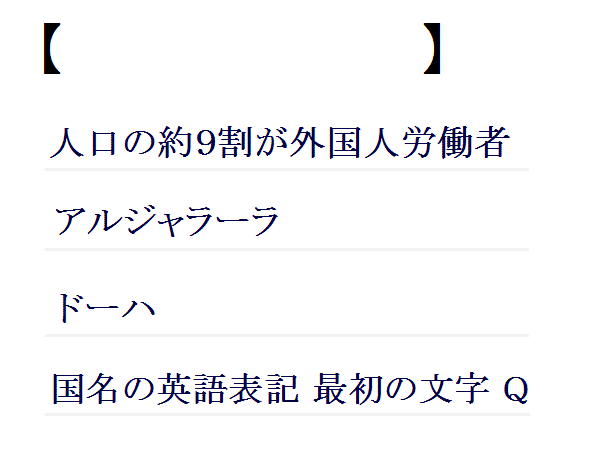 【 】
人口の約9割が外国人労働者
アルジャラーラ
ドーハ
国名の英語表記 最初の文字 Q